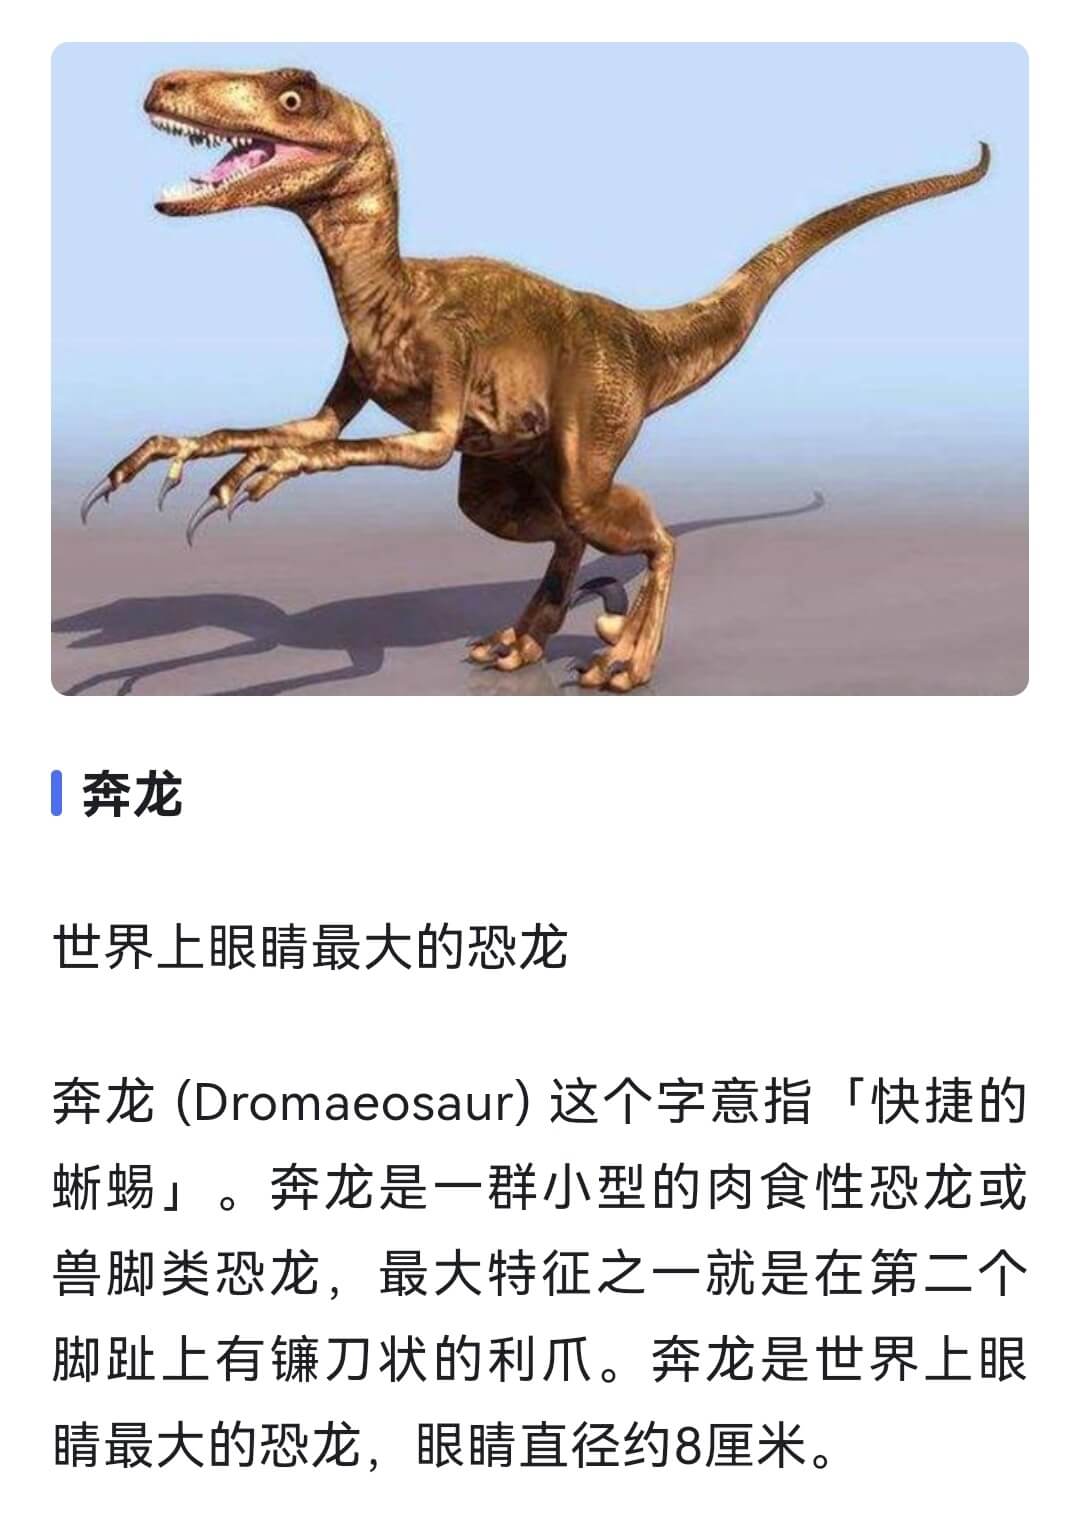 奔龙
世界上眼睛最大的恐龙
奔龙 (Dromaeosaur) 这个字意指「快捷的
蜥蜴」。奔龙是一群小型的肉食性恐龙或
兽脚类恐龙，最大特征之一就是在第二个
脚趾上有镰刀状的利爪。奔龙是世界上眼
睛最大的恐龙，眼睛直径约8厘米。